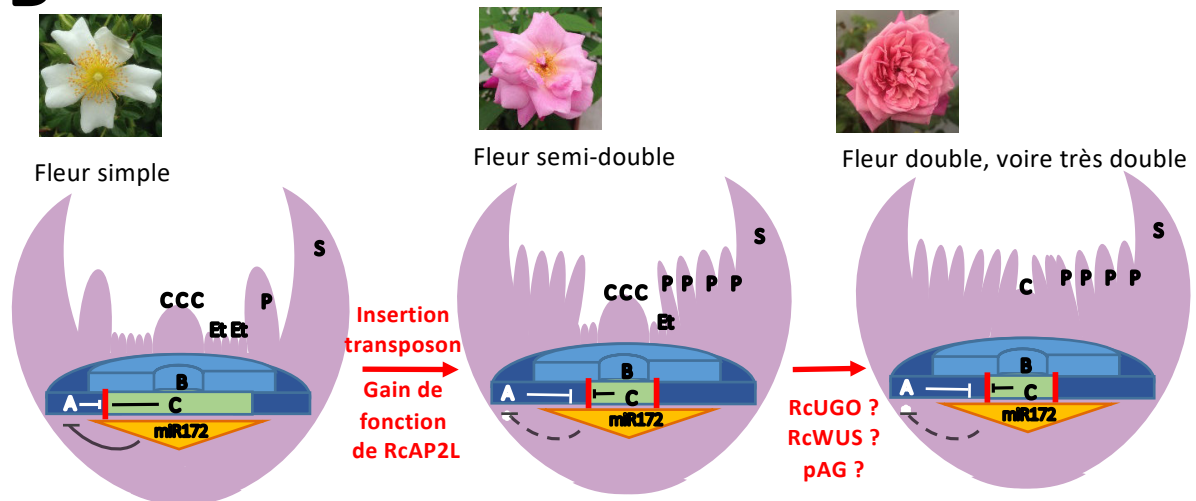 Fleur simple
Fleur semi-double
Fleur double, voire très double
S
CCC
P
Et Et
B
A
C
miR172
Insertion
transposon
Gain de
fonction
de RcAP2L
S
P P P P
CCC
Et
B
A
C
miR172
RcUGO ?
RcWUS ?
pAG ?
S
P P P P
C
B
A
C
miR172